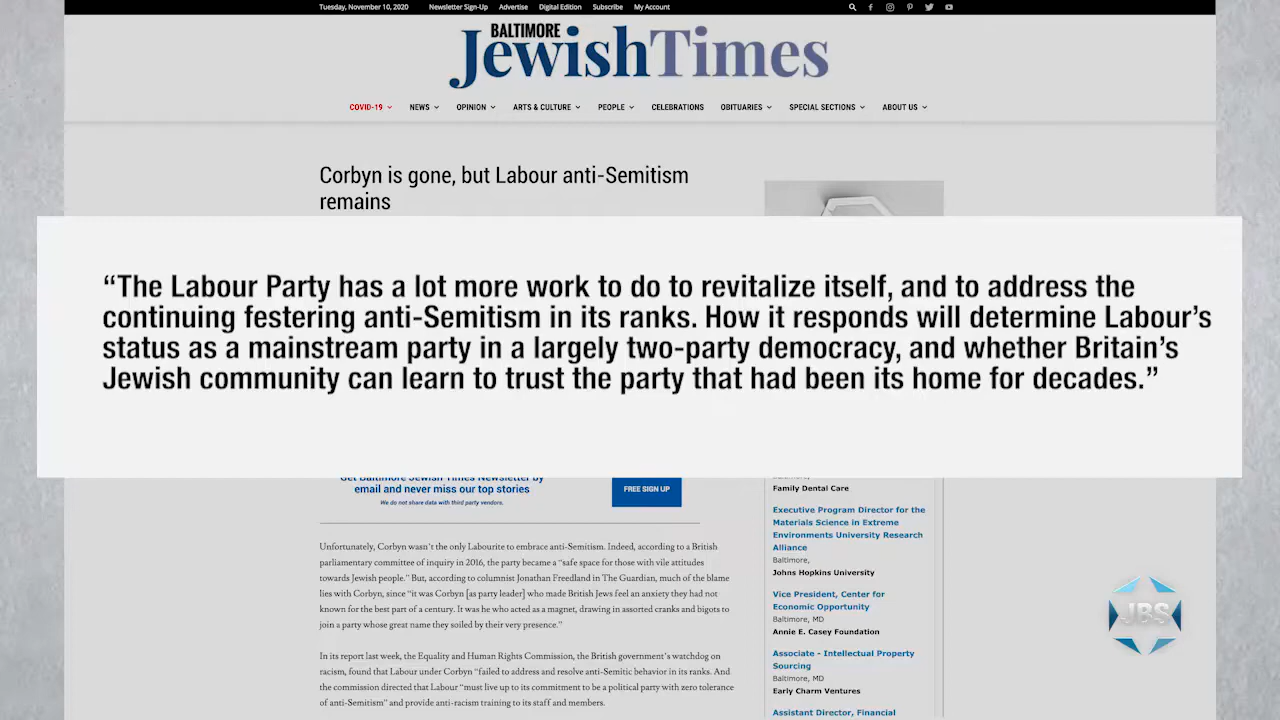 Tuesday, November 10, 2020 Newsletter Sign-Up Advertise Digital Edition Subscribe My Account
BALTIMORE
JewishTimes
COVID-19 NEWS OPINION ARTS & CULTURE PEOPLE CELEBRATIONS OBITUARIES SPECIAL SECTIONS ABOUT US
Corbyn is gone, but Labour anti-Semitism
remains
“The Labour Party has a lot more work to do to revitalize itself, and to address the
continuing festering anti-Semitism in its ranks. How it responds will determine Labour’s
status as a mainstream party in a largely two-party democracy, and whether Britain’s
Jewish community can learn to trust the party that had been its home for decades.”
Get Baltimore Jewish Times Newsletter by
email and never miss our top stories
We do not share data with third party vendors.
FREE SIGN UP
Unfortunately, Corbyn wasn’t the only Labourite to embrace anti-Semitism. Indeed, according to a British
parliamentary committee of inquiry in 2016, the party became a “safe space for those with vile attitudes
towards Jewish people.” But, according to columnist Jonathan Freedland in The Guardian, much of the blame
lies with Corbyn, since “it was Corbyn [as party leader] who made British Jews feel an anxiety they had not
known for the best part of a century. It was he who acted as a magnet, drawing in assorted cranks and bigots to
join a party whose great name they soiled by their very presence.”
In its report last week, the Equality and Human Rights Commission, the British government’s watchdog on
racism, found that Labour under Corbyn “failed to address and resolve anti-Semitic behavior in its ranks. And
the commission directed that Labour “must live up to its commitment to be a political party with zero tolerance
of anti-Semitism” and provide anti-racism training to its staff and members.
Family Dental Care
Executive Program Director for the
Materials Science in Extreme
Environments University Research
Alliance
Baltimore,
Johns Hopkins University
Vice President, Center for
Economic Opportunity
Baltimore, MD
Annie E. Casey Foundation
Associate - Intellectual Property
Sourcing
Baltimore, MD
Early Charm Ventures
Assistant Director, Financial
JBS